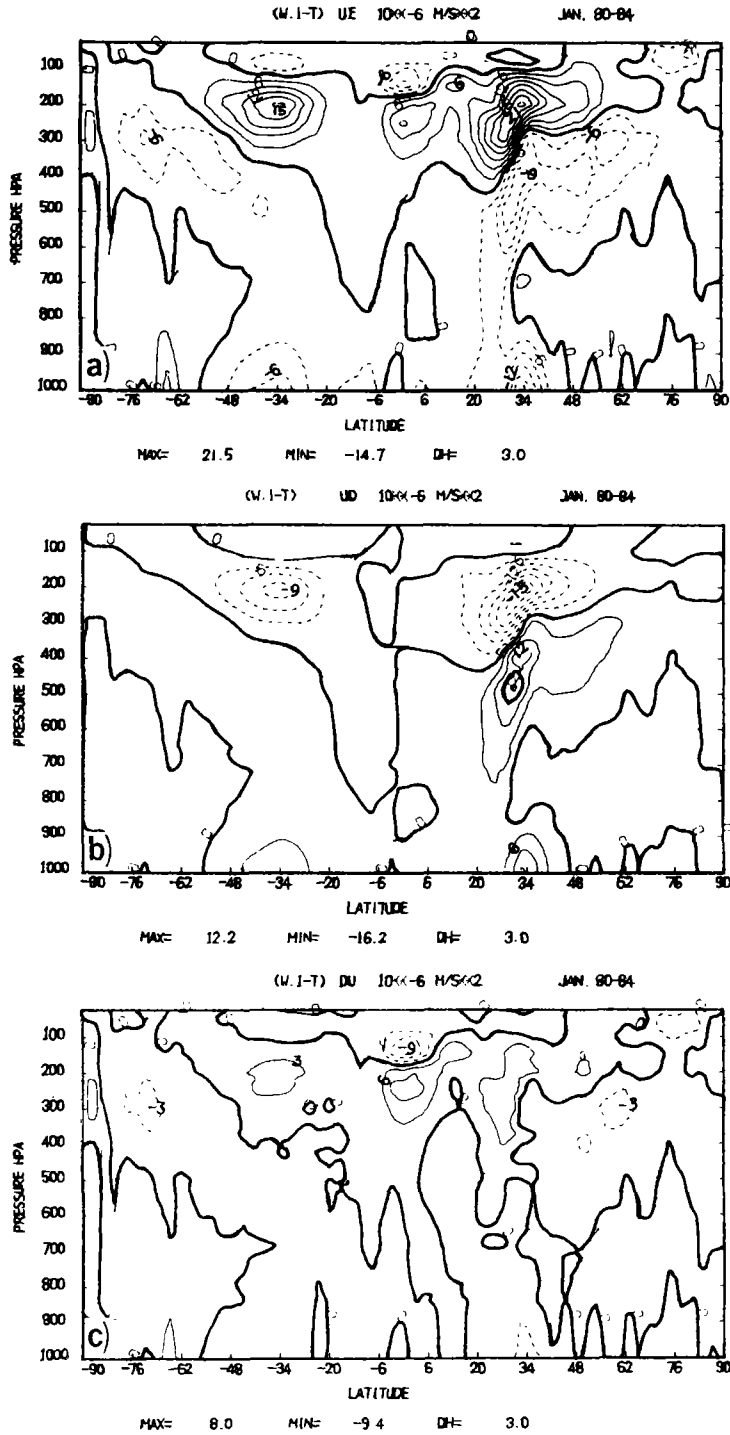 (W.I-T) UE 10**-6 M/S**2 JAN. 80-84
PRESSURE HPA
100
200
300
400
500
600
700
800
900
1000
a)
-90 -76 -62 -48 -34 -20 -6 6 20 34 48 62 76 90
LATITUDE
MAX= 21.5 MIN= -14.7 DH= 3.0
(W.I-T) UD 10**-6 M/S**2 JAN. 80-84
PRESSURE HPA
100
200
300
400
500
600
700
800
900
1000
-9
b)
-90 -76 -62 -48 -34 -20 -6 6 20 34 48 62 76 90
LATITUDE
MAX= 12.2 MIN= -16.2 DH= 3.0
(W.I-T) DU 10**-6 M/S**2 JAN. 80-84
PRESSURE HPA
100
200
300
400
500
600
700
800
900
1000
-9
3
-3
-3
c)
-90 -76 -62 -48 -34 -20 -6 6 20 34 48 62 76 90
LATITUDE
MAX= 8.0 MIN= -9.4 DH= 3.0